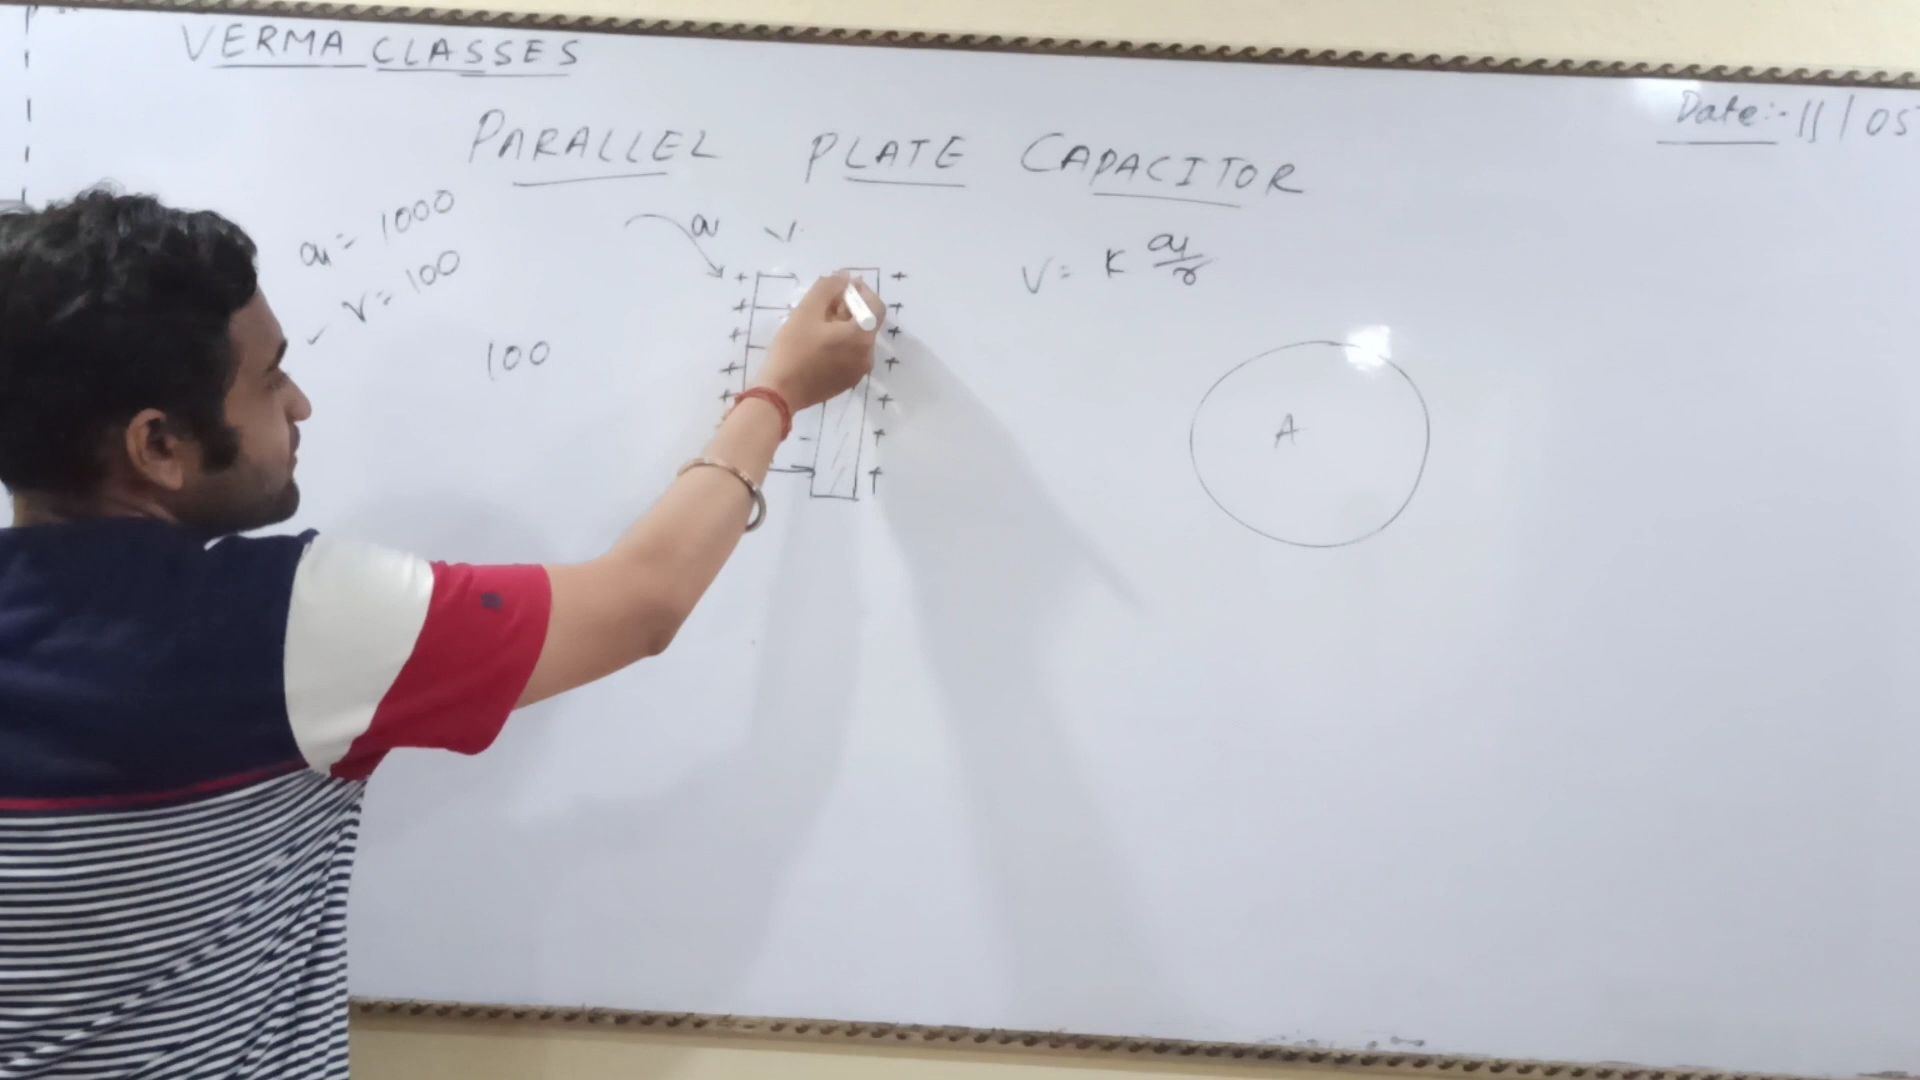 VERMA CLASSES
Date:- 11/05
PARALLEL PLATE CAPACITOR
q = 1000
V = 100
100
q V
V = K q/r
+ + + + +
+ + + + + + +
A